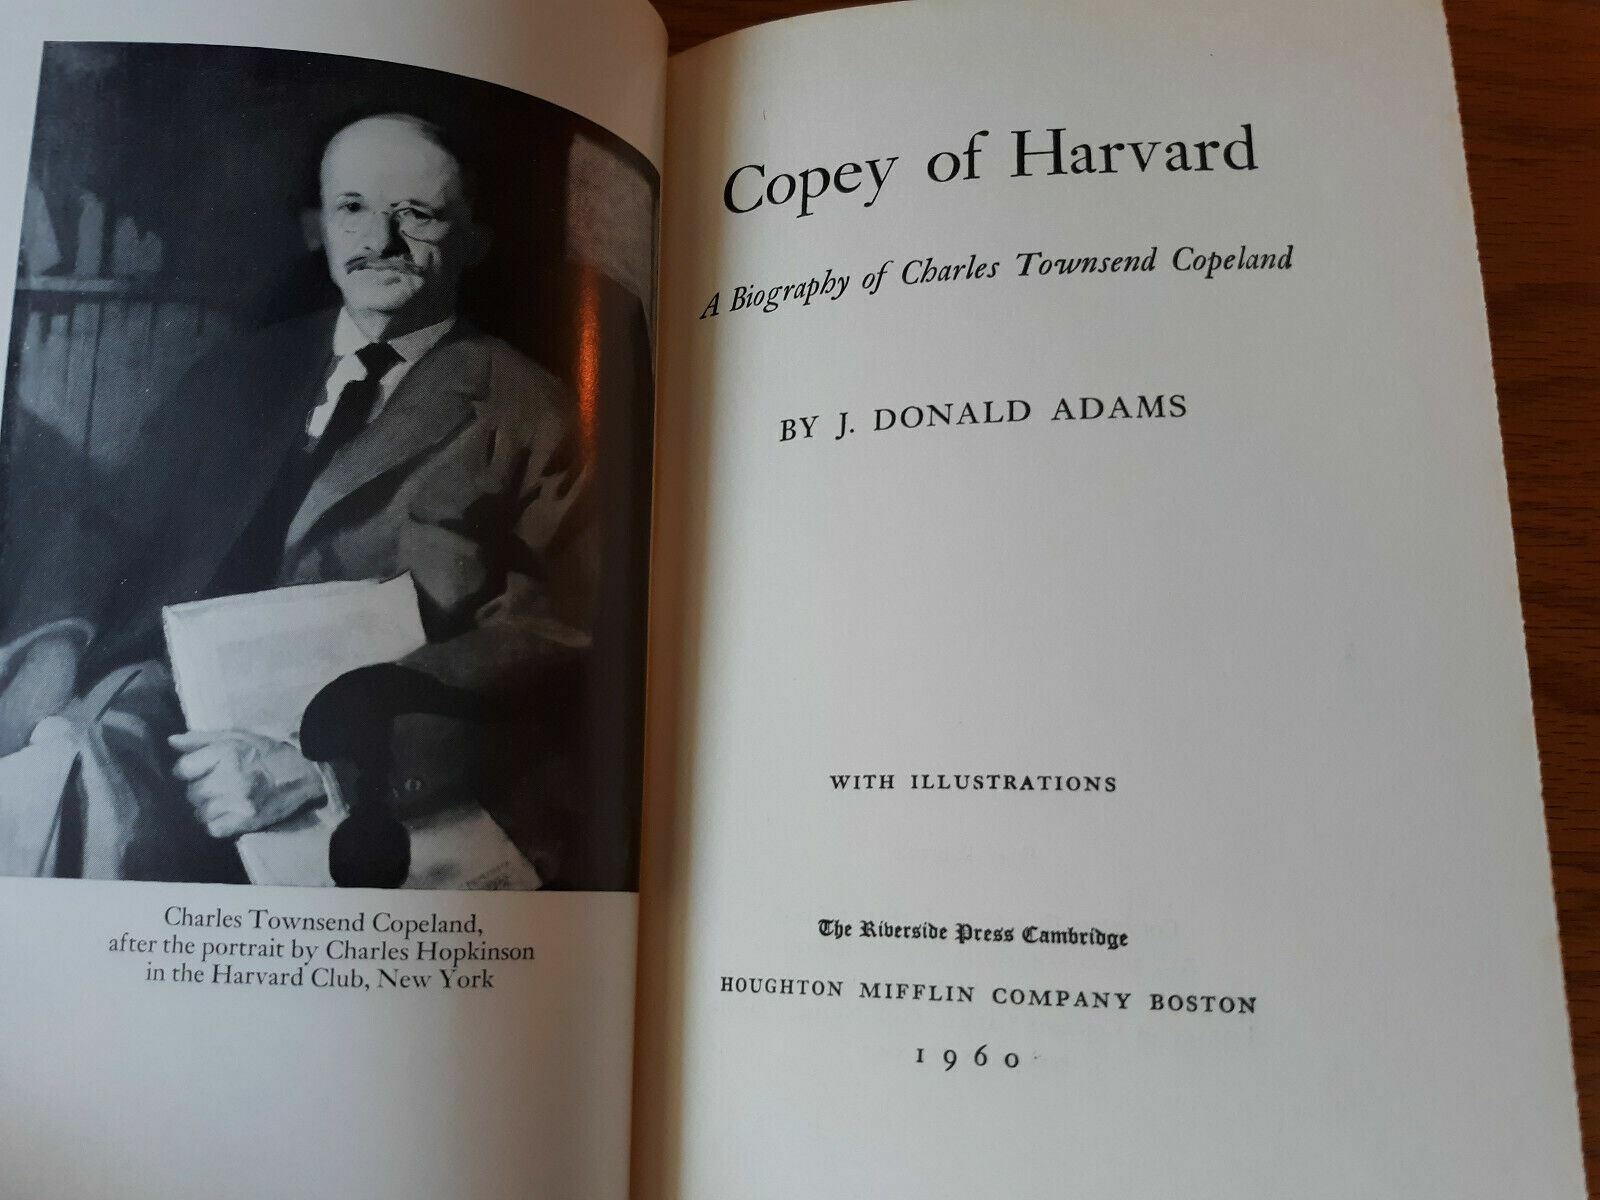 Charles Townsend Copeland,
after the portrait by Charles Hopkinson
in the Harvard Club, New York
Copey of Harvard
A Biography of Charles Townsend Copeland
BY J. DONALD ADAMS
WITH ILLUSTRATIONS
The Riverside Press Cambridge
HOUGHTON MIFFLIN COMPANY BOSTON
1960